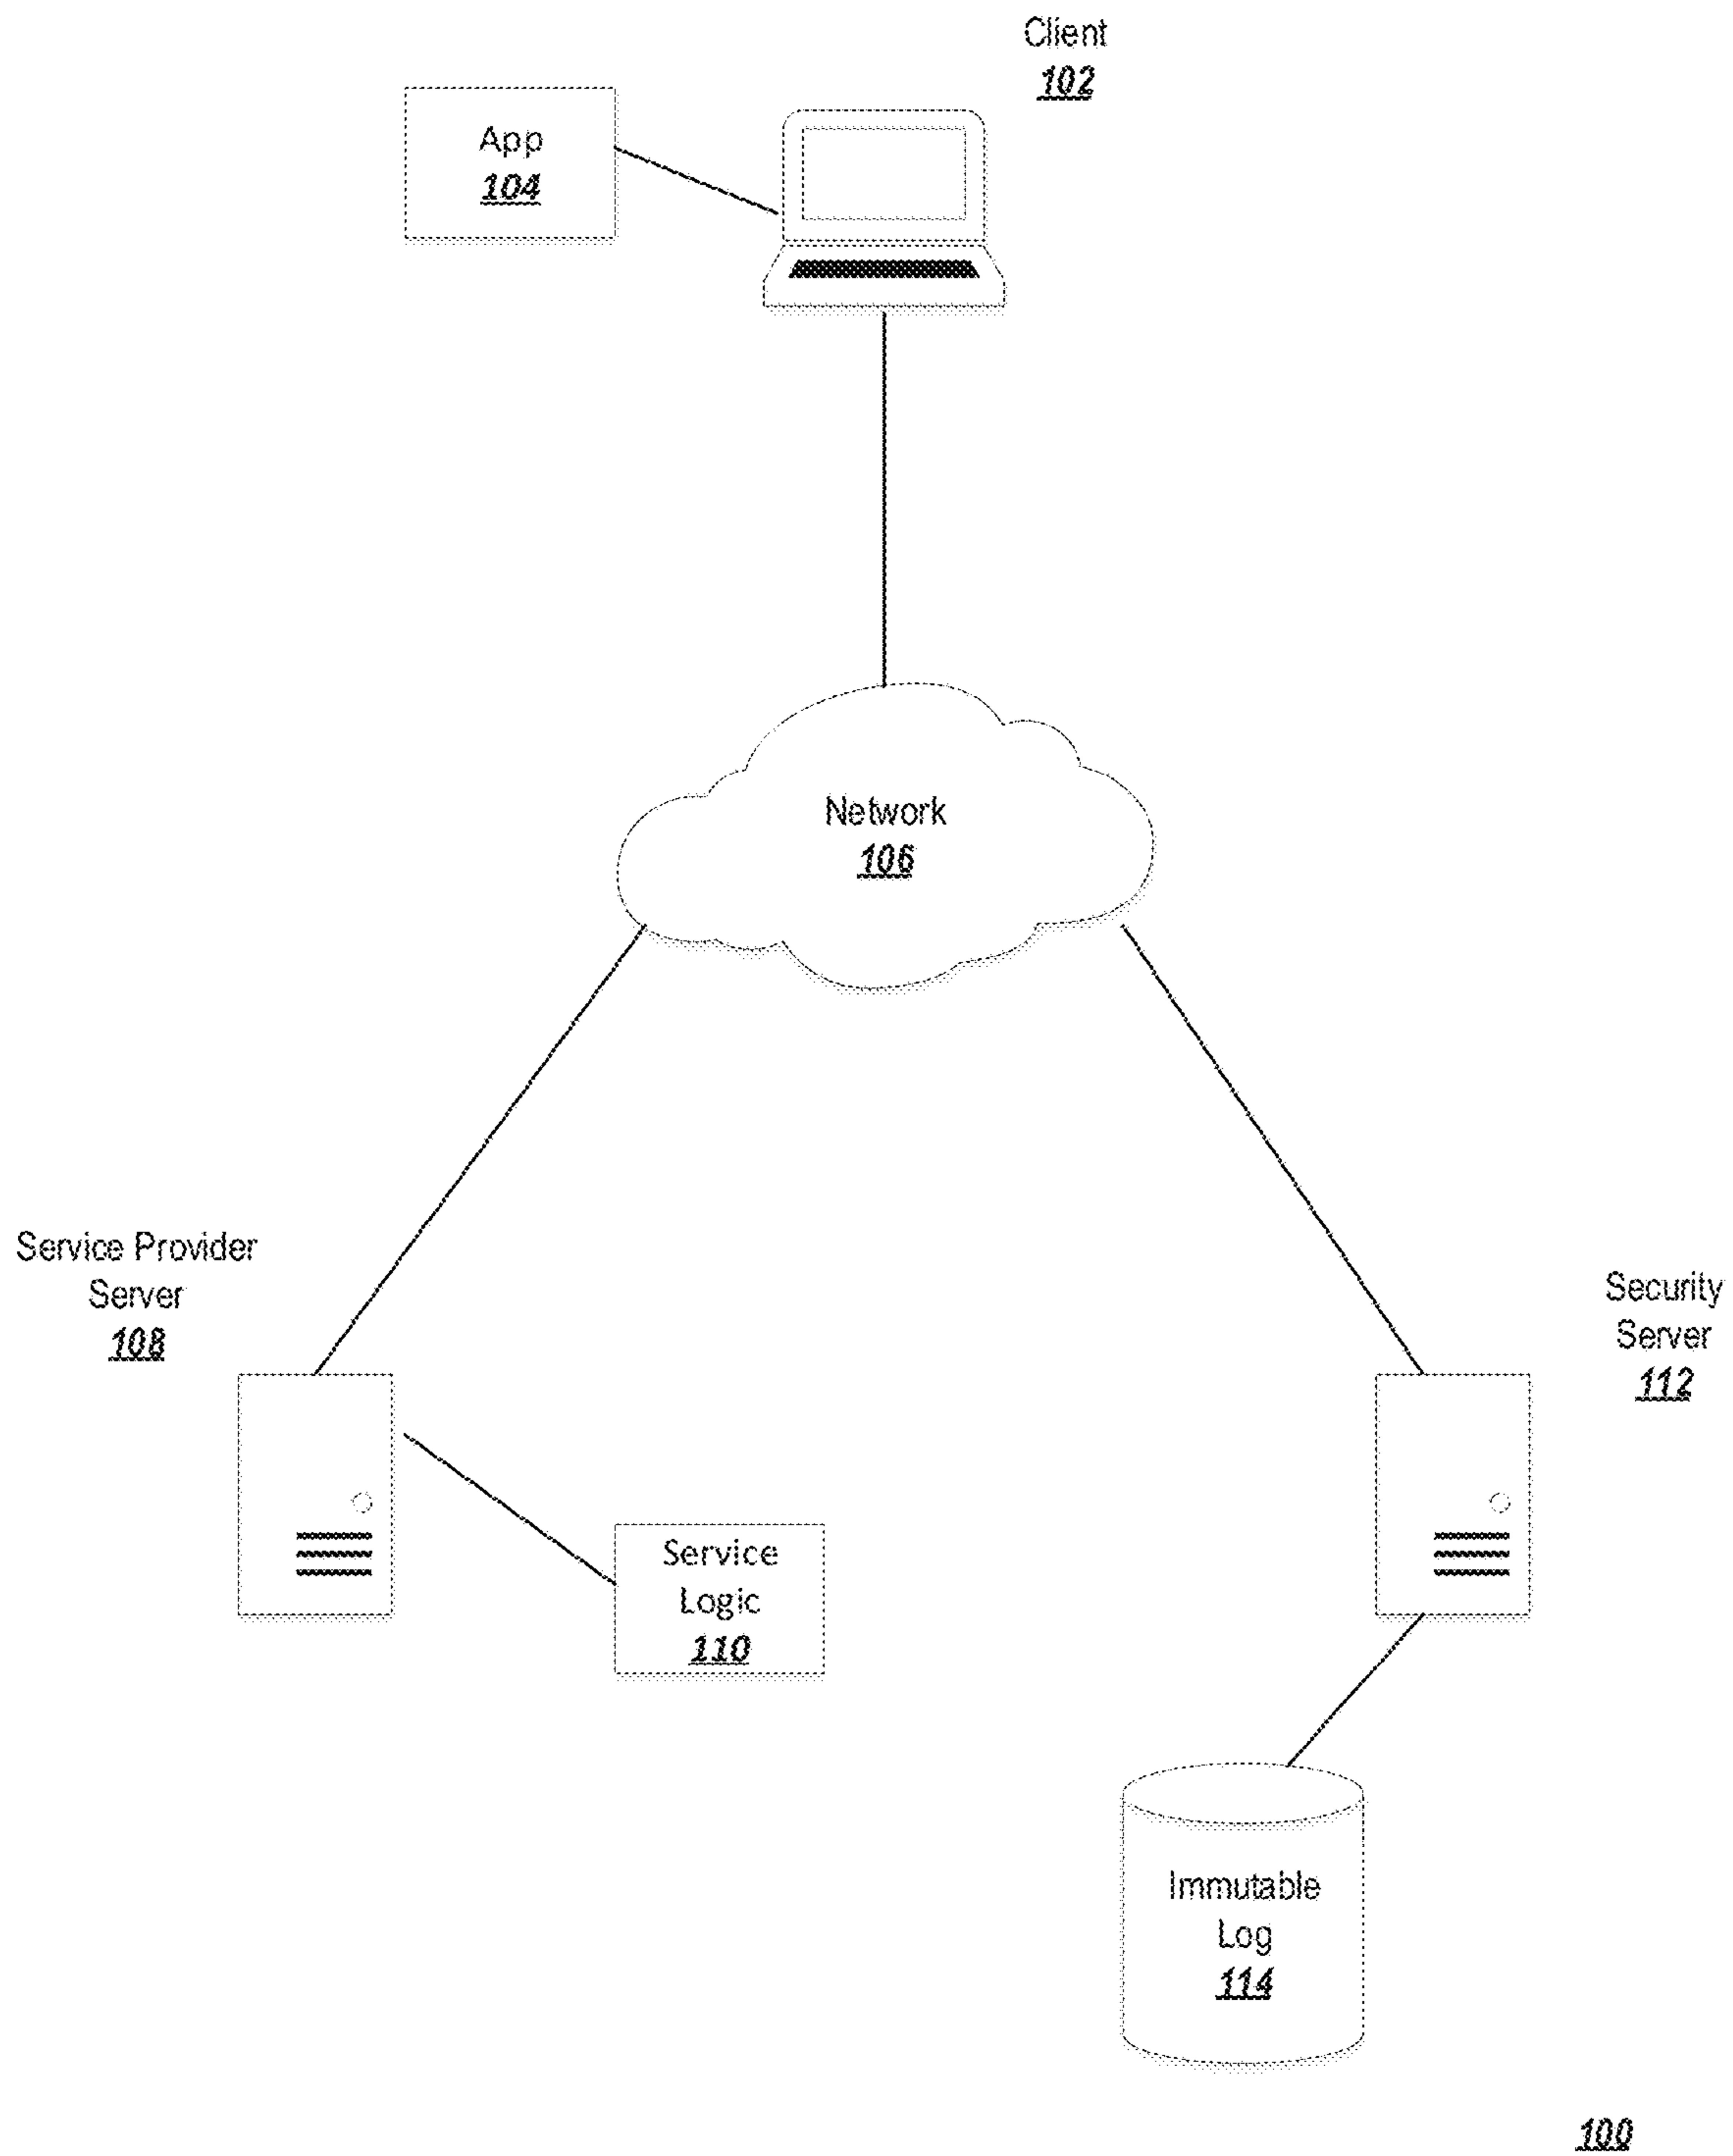 Client
102
App
104
Network
106
Service Provider
Server
108
Security
Server
112
Service
Logic
110
Immutable
Log
114
100